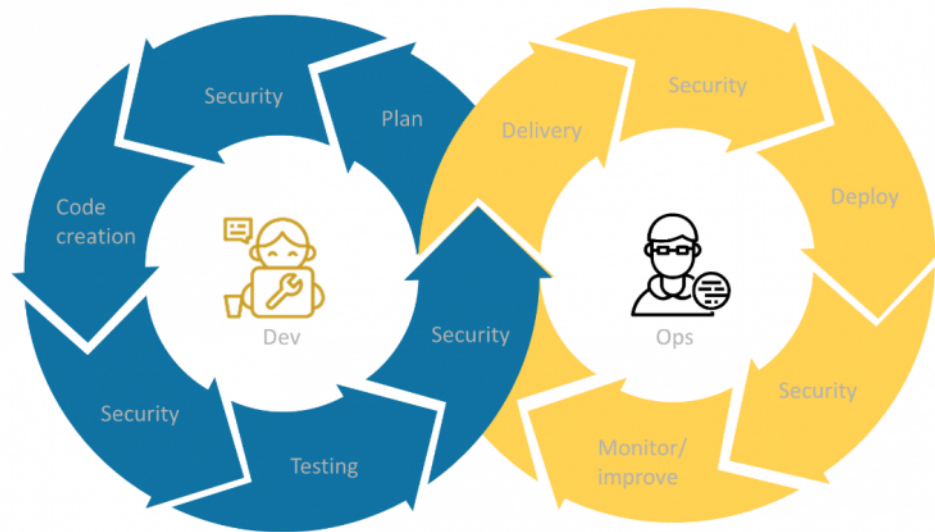 Security
Plan
Code
creation
Dev
Security
Testing
Security
Delivery
Security
Deploy
Ops
Security
Monitor/
improve